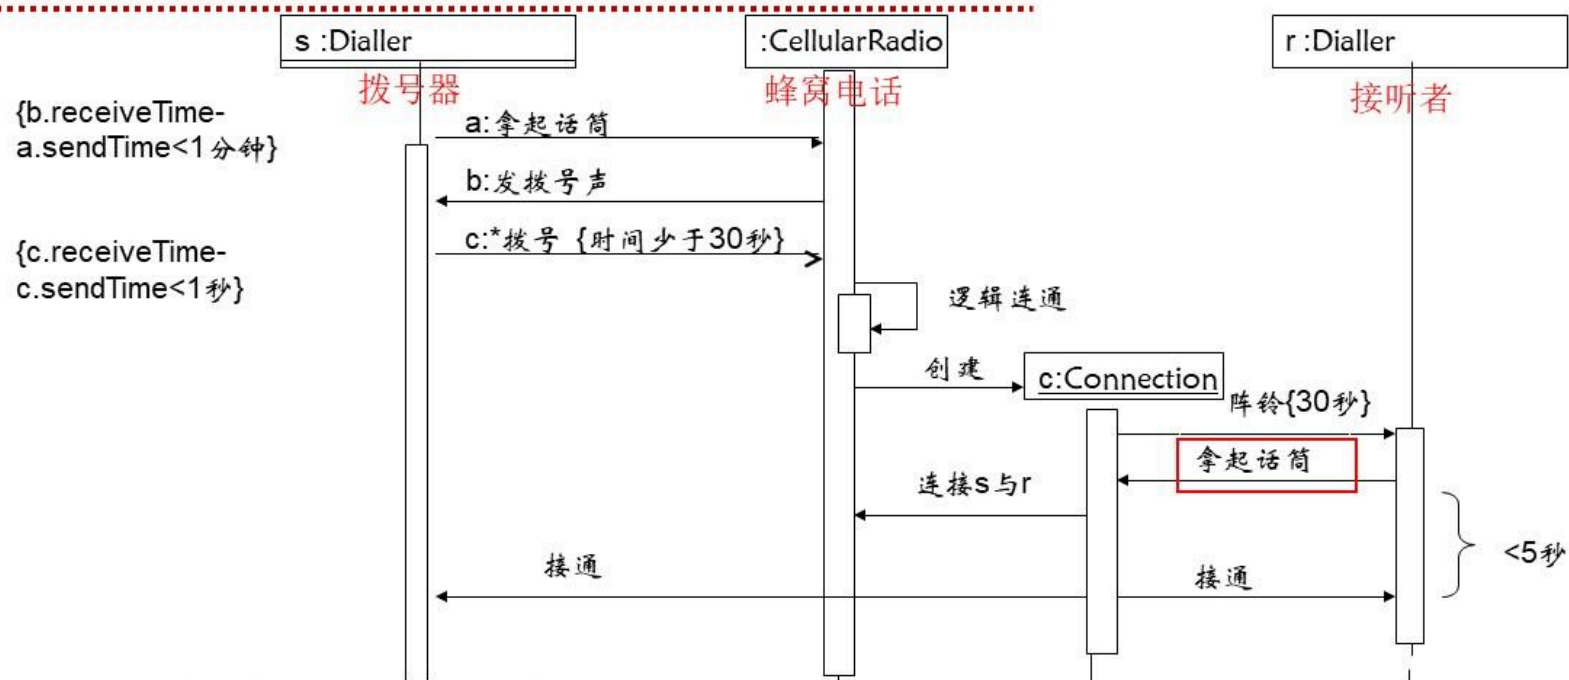 s :Dialler
:CellularRadio
r :Dialler
拨号器
蜂窝电话
接听者
{b.receiveTime-
a.sendTime<1分钟}
a:拿起话筒
b:发拨号声
{c.receiveTime-
c.sendTime<1秒}
c:*拨号 {时间少于30秒}
逻辑连通
创建
c:Connection
阵铃{30秒}
拿起话筒
连接s与r
<5秒
接通
接通